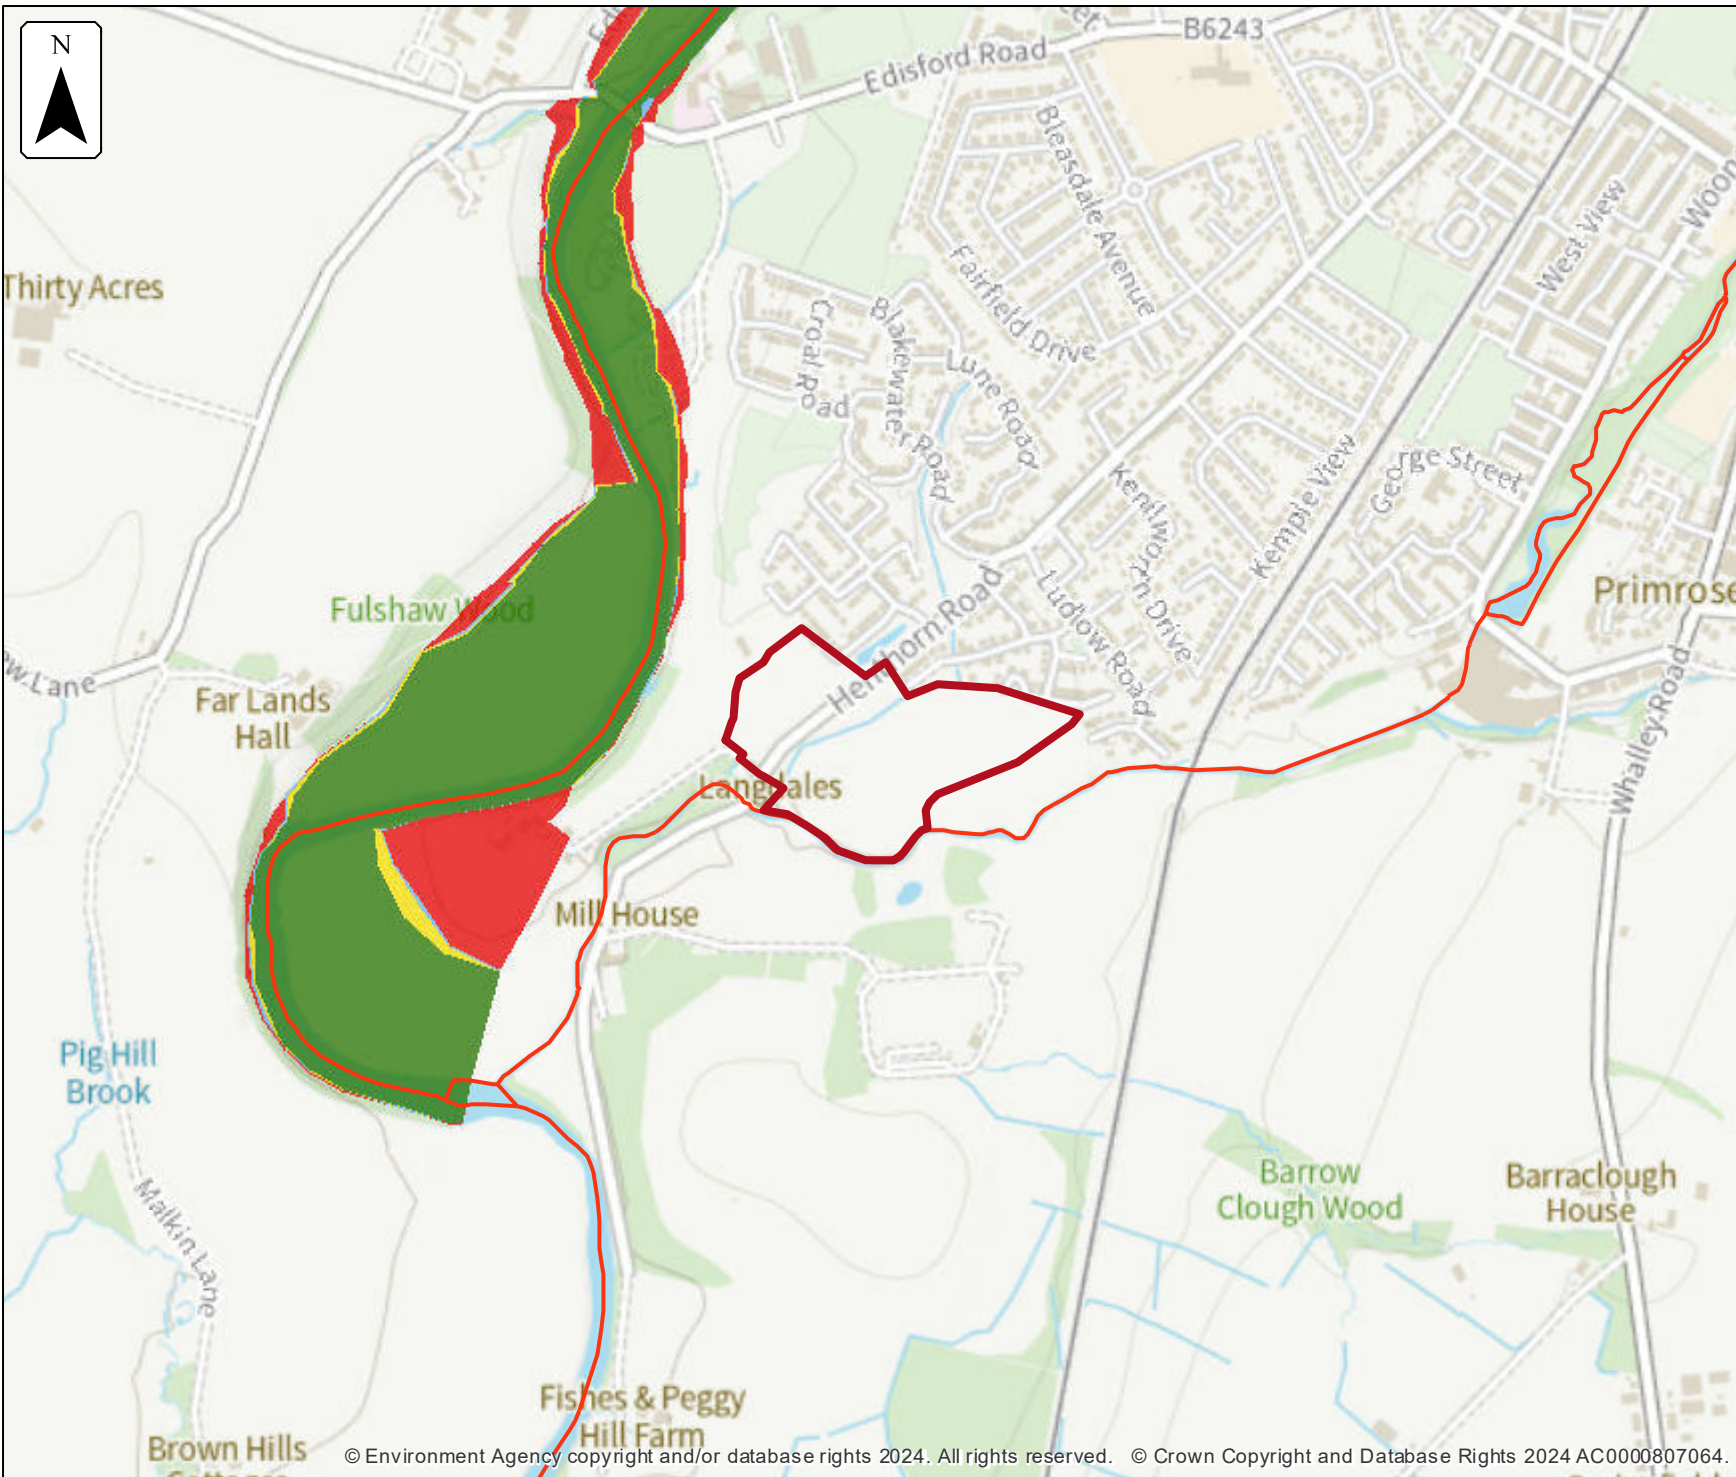 N
B6243
Edisford Road
Bleasdale Avenue
West View
Thirty Acres
Fairfield Drive
Croal Road
Blakewater Road
Lune Road
George Street
Kemple View
Kenilworth Drive
Primrose
Fulshaw Wood
Henthorn Road
Ludlow Road
Far Lands
Hall
Whalley Road
Langdales
Mill House
Pig Hill
Brook
Malkin Lane
Barrow
Clough Wood
Barraclough
House
Fishes & Peggy
Hill Farm
Brown Hills
© Environment Agency copyright and/or database rights 2024. All rights reserved. © Crown Copyright and Database Rights 2024 AC0000807064.